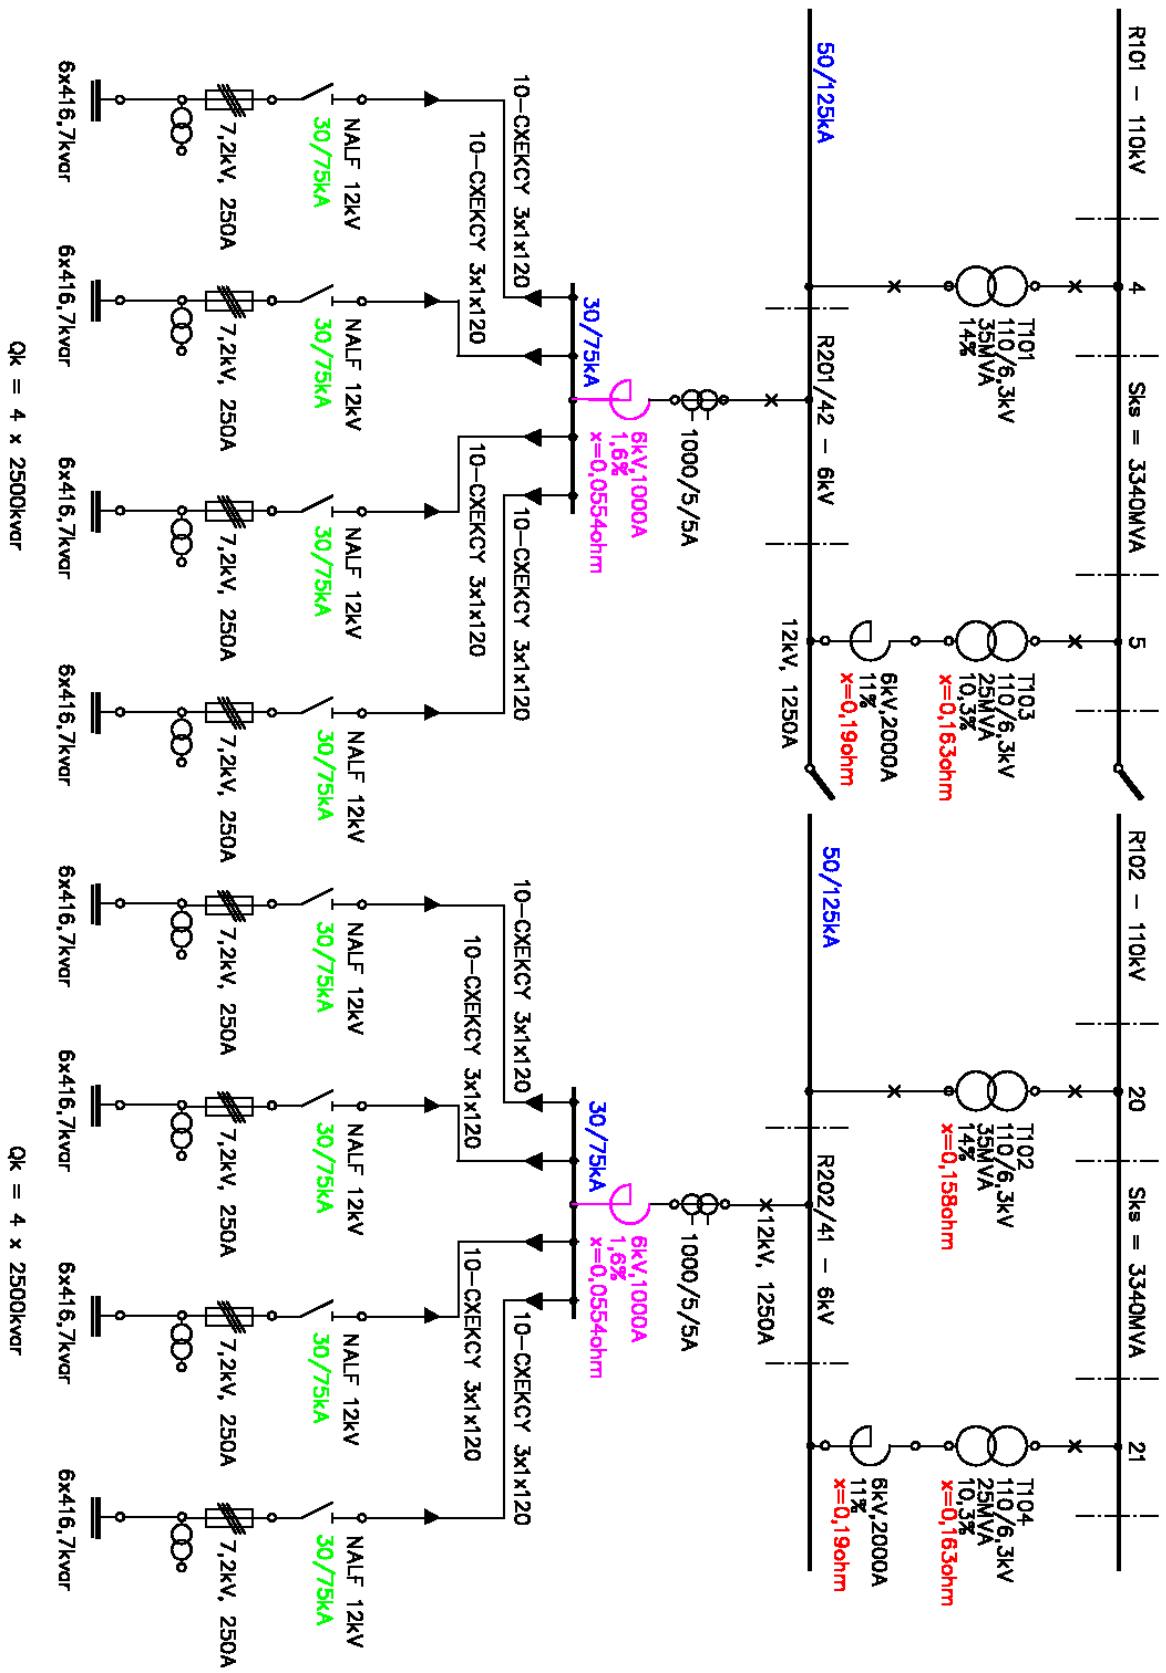 R101 - 110kV
4
Sks = 3340MVA
5
R102 - 110kV
20
Sks = 3340MVA
21
T101
110/6,3kV
35MVA
14%
T103
110/6,3kV
25MVA
10,3%
x=0,163ohm
T102
110/6,3kV
35MVA
14%
x=0,158ohm
T104
110/6,3kV
25MVA
10,3%
x=0,163ohm
6kV,2000A
11%
x=0,19ohm
6kV,2000A
11%
x=0,19ohm
50/125kA
R201/42 - 6kV
12kV, 1250A
50/125kA
R202/41 - 6kV
12kV, 1250A
1000/5/5A
1000/5/5A
6kV,1000A
1,6%
x=0,0554ohm
6kV,1000A
1,6%
x=0,0554ohm
30/75kA
30/75kA
10-CXEKCY 3x1x120
10-CXEKCY 3x1x120
10-CXEKCY 3x1x120
10-CXEKCY 3x1x120
10-CXEKCY 3x1x120
10-CXEKCY 3x1x120
10-CXEKCY 3x1x120
10-CXEKCY 3x1x120
NALF 12kV
30/75kA
NALF 12kV
30/75kA
NALF 12kV
30/75kA
NALF 12kV
30/75kA
NALF 12kV
30/75kA
NALF 12kV
30/75kA
NALF 12kV
30/75kA
NALF 12kV
30/75kA
7,2kV, 250A
7,2kV, 250A
7,2kV, 250A
7,2kV, 250A
7,2kV, 250A
7,2kV, 250A
7,2kV, 250A
7,2kV, 250A
6x416,7kvar
6x416,7kvar
6x416,7kvar
6x416,7kvar
6x416,7kvar
6x416,7kvar
6x416,7kvar
6x416,7kvar
Qk = 4 x 2500kvar
Qk = 4 x 2500kvar